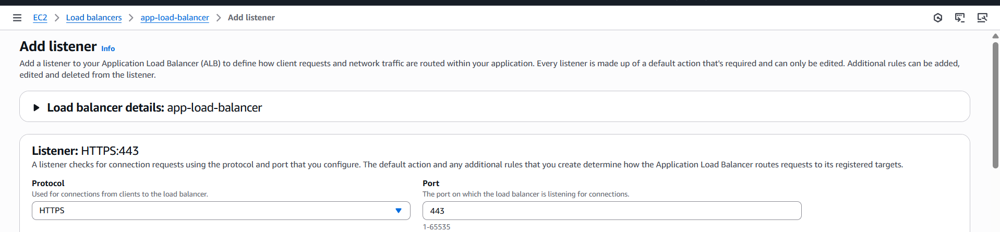 EC2 > Load balancers > app-load-balancer > Add listener
Add listener Info
Add a listener to your Application Load Balancer (ALB) to define how client requests and network traffic are routed within your application. Every listener is made up of a default action that's required and can only be edited. Additional rules can be added,
edited and deleted from the listener.
Load balancer details: app-load-balancer
Listener: HTTPS:443
A listener checks for connection requests using the protocol and port that you configure. The default action and any additional rules that you create determine how the Application Load Balancer routes requests to its registered targets.
Protocol
Used for connections from clients to the load balancer.
HTTPS
Port
The port on which the load balancer is listening for connections.
443
1-65535